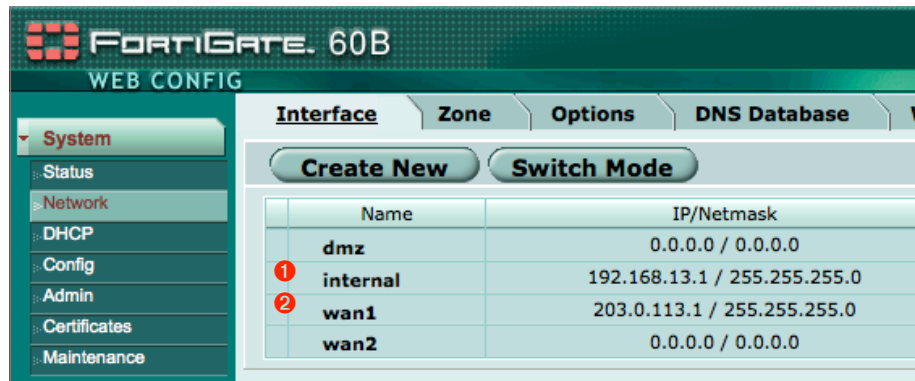 FORTIGATE. 60B
WEB CONFIG
Interface Zone Options DNS Database
System
Status
Network
DHCP
Config
Admin
Certificates
Maintenance
Create New Switch Mode
Name IP/Netmask
dmz 0.0.0.0 / 0.0.0.0
1 internal 192.168.13.1 / 255.255.255.0
2 wan1 203.0.113.1 / 255.255.255.0
wan2 0.0.0.0 / 0.0.0.0